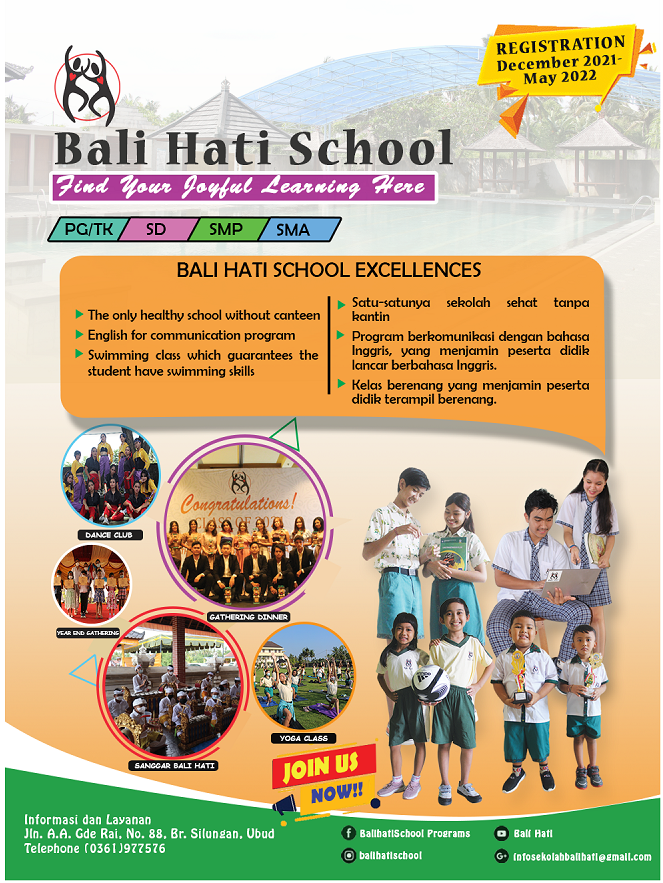 REGISTRATION
December 2021-
May 2022
Bali Hati School
Find Your Joyful Learning Here
PG/TK SD SMP SMA
BALI HATI SCHOOL EXCELLENCES
The only healthy school without canteen
English for communication program
Swimming class which guarantees the
student have swimming skills
Satu-satunya sekolah sehat tanpa
kantin
Program berkomunikasi dengan bahasa
Inggris, yang menjamin peserta didik
lancar berbahasa Inggris.
Kelas berenang yang menjamin peserta
didik terampil berenang.
DANCE CLUB
Congratulations!
GATHERING DINNER
YEAR END GATHERING
SANGGAR BALI HATI
YOGA CLASS
JOIN US
NOW!!
Informasi dan Layanan
Jln. A.A. Gde Rai, No. 88, Br. Silungan, Ubud
Telephone (0361)977576
BalihatiSchool Programs
Bali Hati
balihatischool
infosekolahbalihati@gmail.com